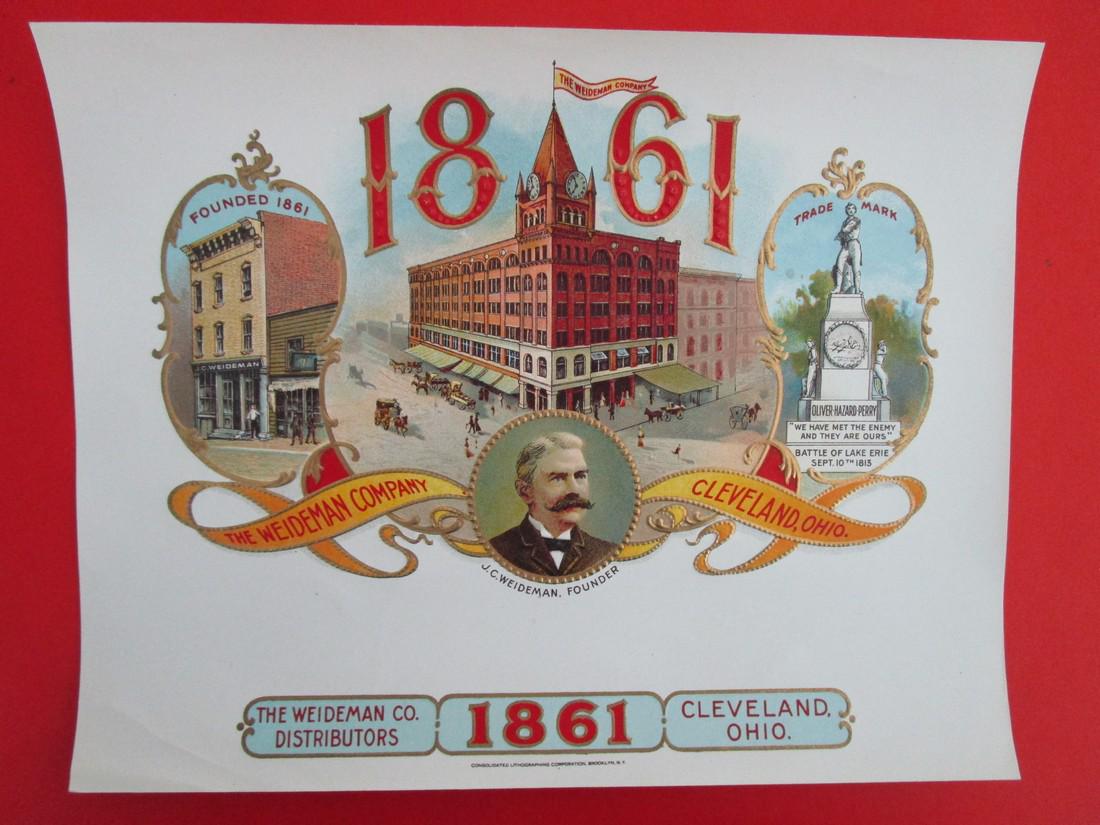 THE WEIDEMAN COMPANY
1861
FOUNDED 1861
J.C. WEIDEMAN
TRADE MARK
OLIVER·HAZARD·PERRY
"WE HAVE MET THE ENEMY
AND THEY ARE OURS"
BATTLE OF LAKE ERIE
SEPT. 10TH 1813
THE WEIDEMAN COMPANY
CLEVELAND, OHIO.
J.C. WEIDEMAN, FOUNDER
THE WEIDEMAN CO.
DISTRIBUTORS
1861
CLEVELAND,
OHIO.
CONSOLIDATED LITHOGRAPHING CORPORATION, BROOKLYN, N.Y.